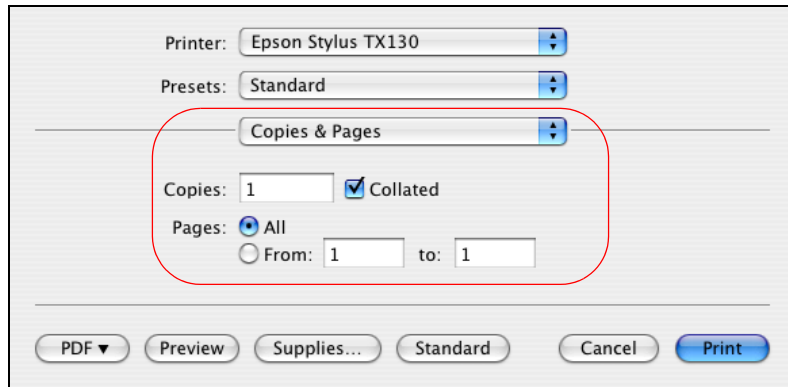 Printer: Epson Stylus TX130
Presets: Standard
Copies & Pages
Copies: 1 Collated
Pages: All
From: 1 to: 1
PDF ▼ Preview Supplies... Standard Cancel Print